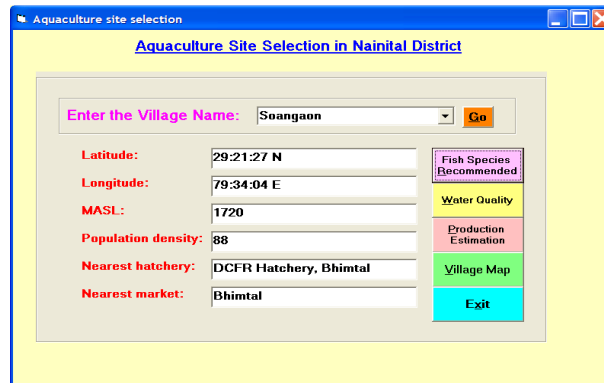 Aquaculture site selection
Aquaculture Site Selection in Nainital District
Enter the Village Name: Soangaon Go
Latitude: 29:21:27 N
Longitude: 79:34:04 E
MASL: 1720
Population density: 88
Nearest hatchery: DCFR Hatchery, Bhimtal
Nearest market: Bhimtal
Fish Species
Recommended
Water Quality
Production
Estimation
Village Map
Exit